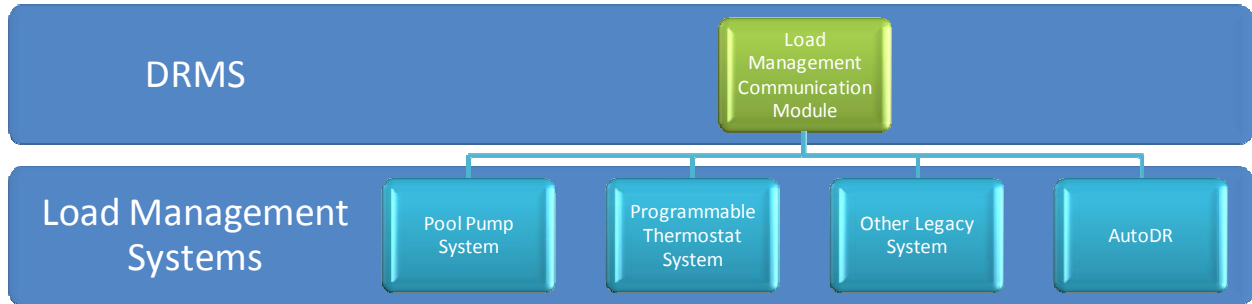 DRMS
Load
Management
Communication
Module
Load Management
Systems
Pool Pump
System
Programmable
Thermostat
System
Other Legacy
System
AutoDR